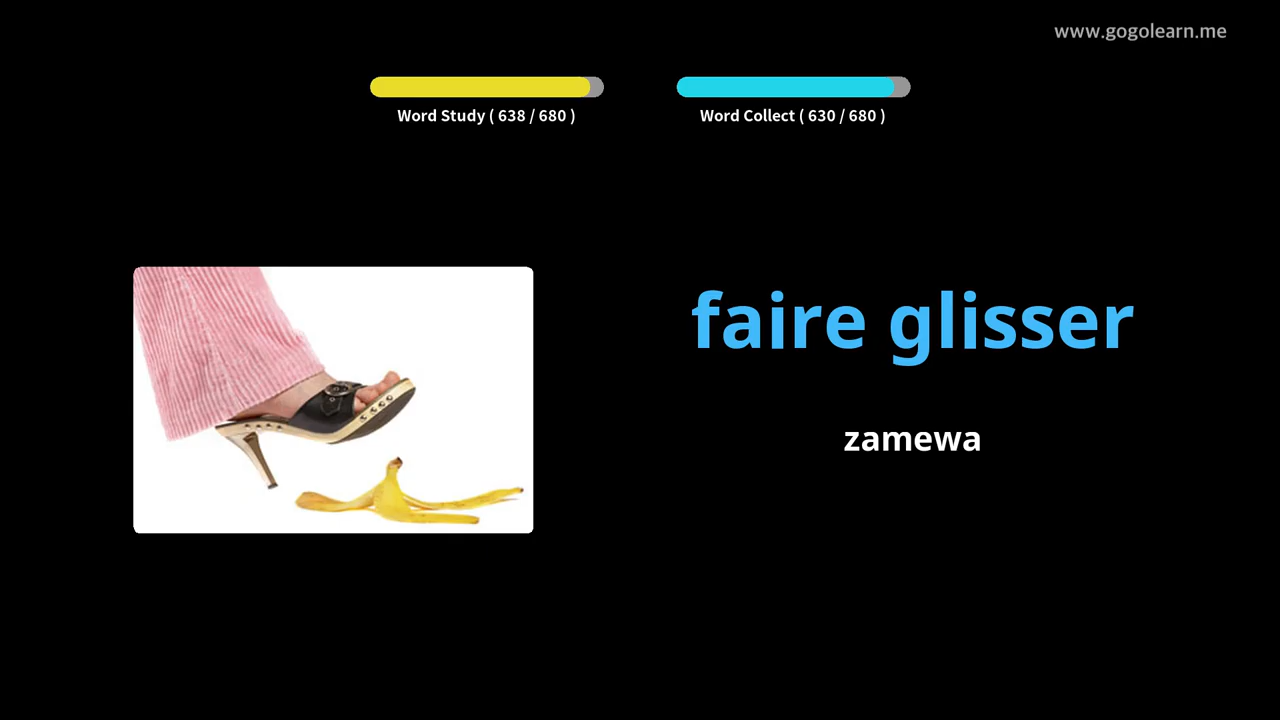 www.gogolearn.me
Word Study ( 638 / 680 )
Word Collect ( 630 / 680 )
faire glisser
zamewa